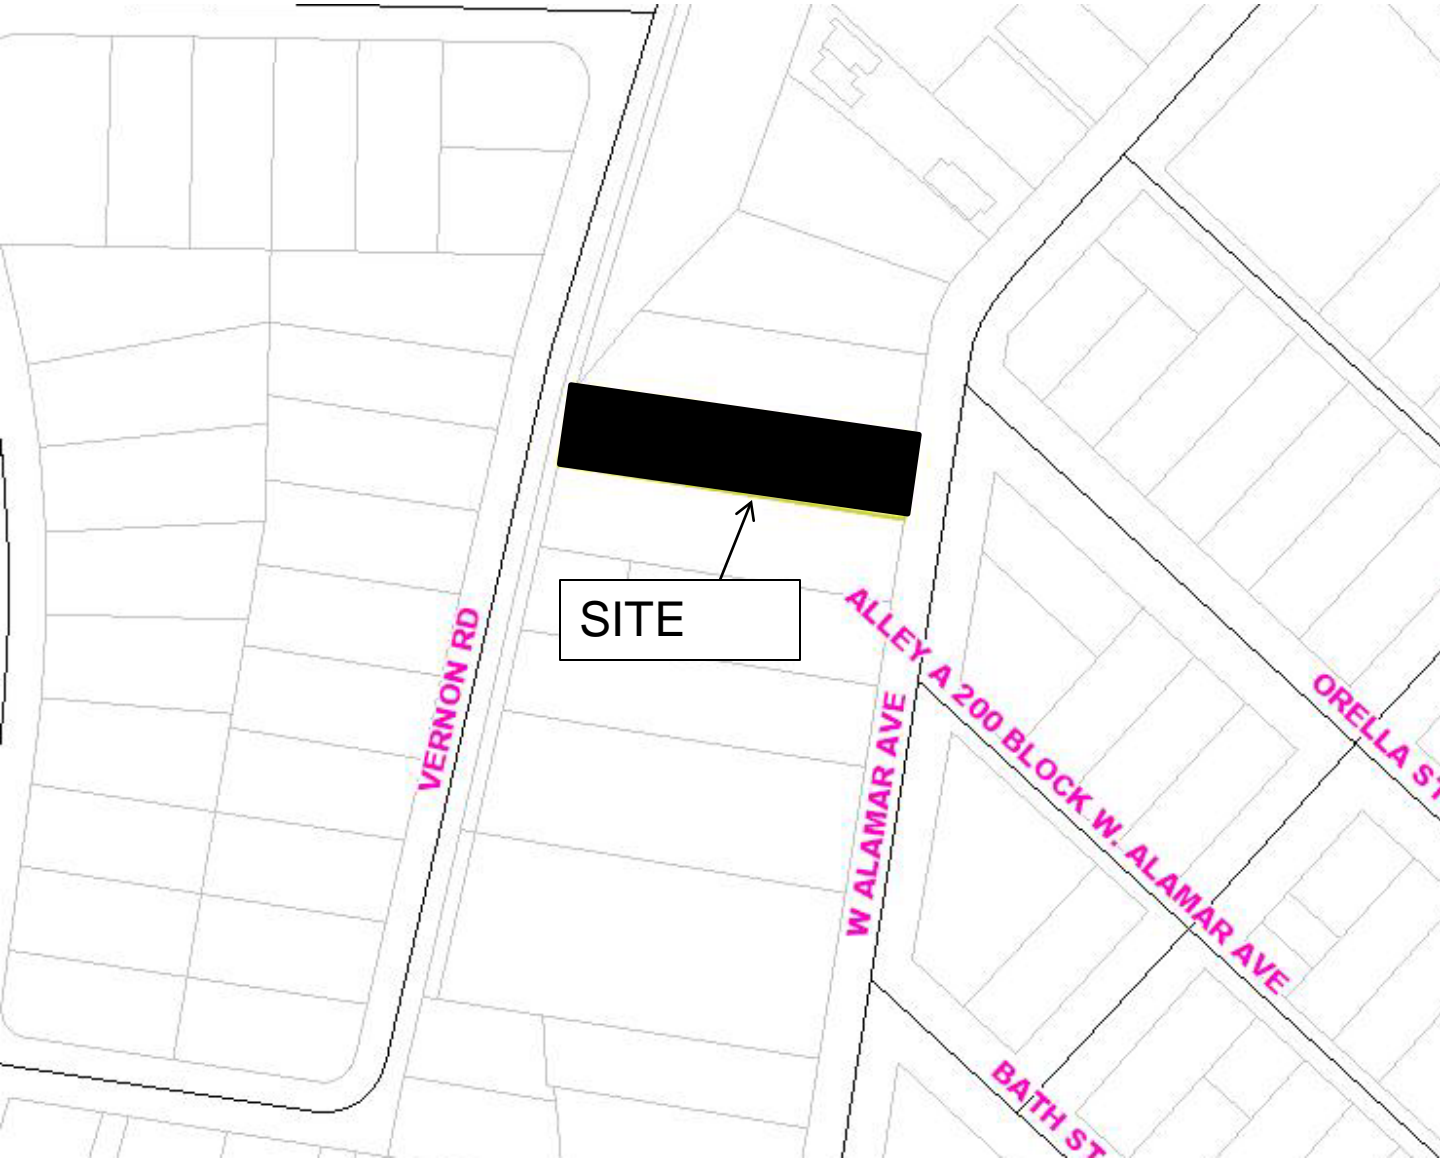 SITE
VERNON RD
W ALAMAR AVE
ALLEY A 200 BLOCK W. ALAMAR AVE
ORELLA ST
BATH ST